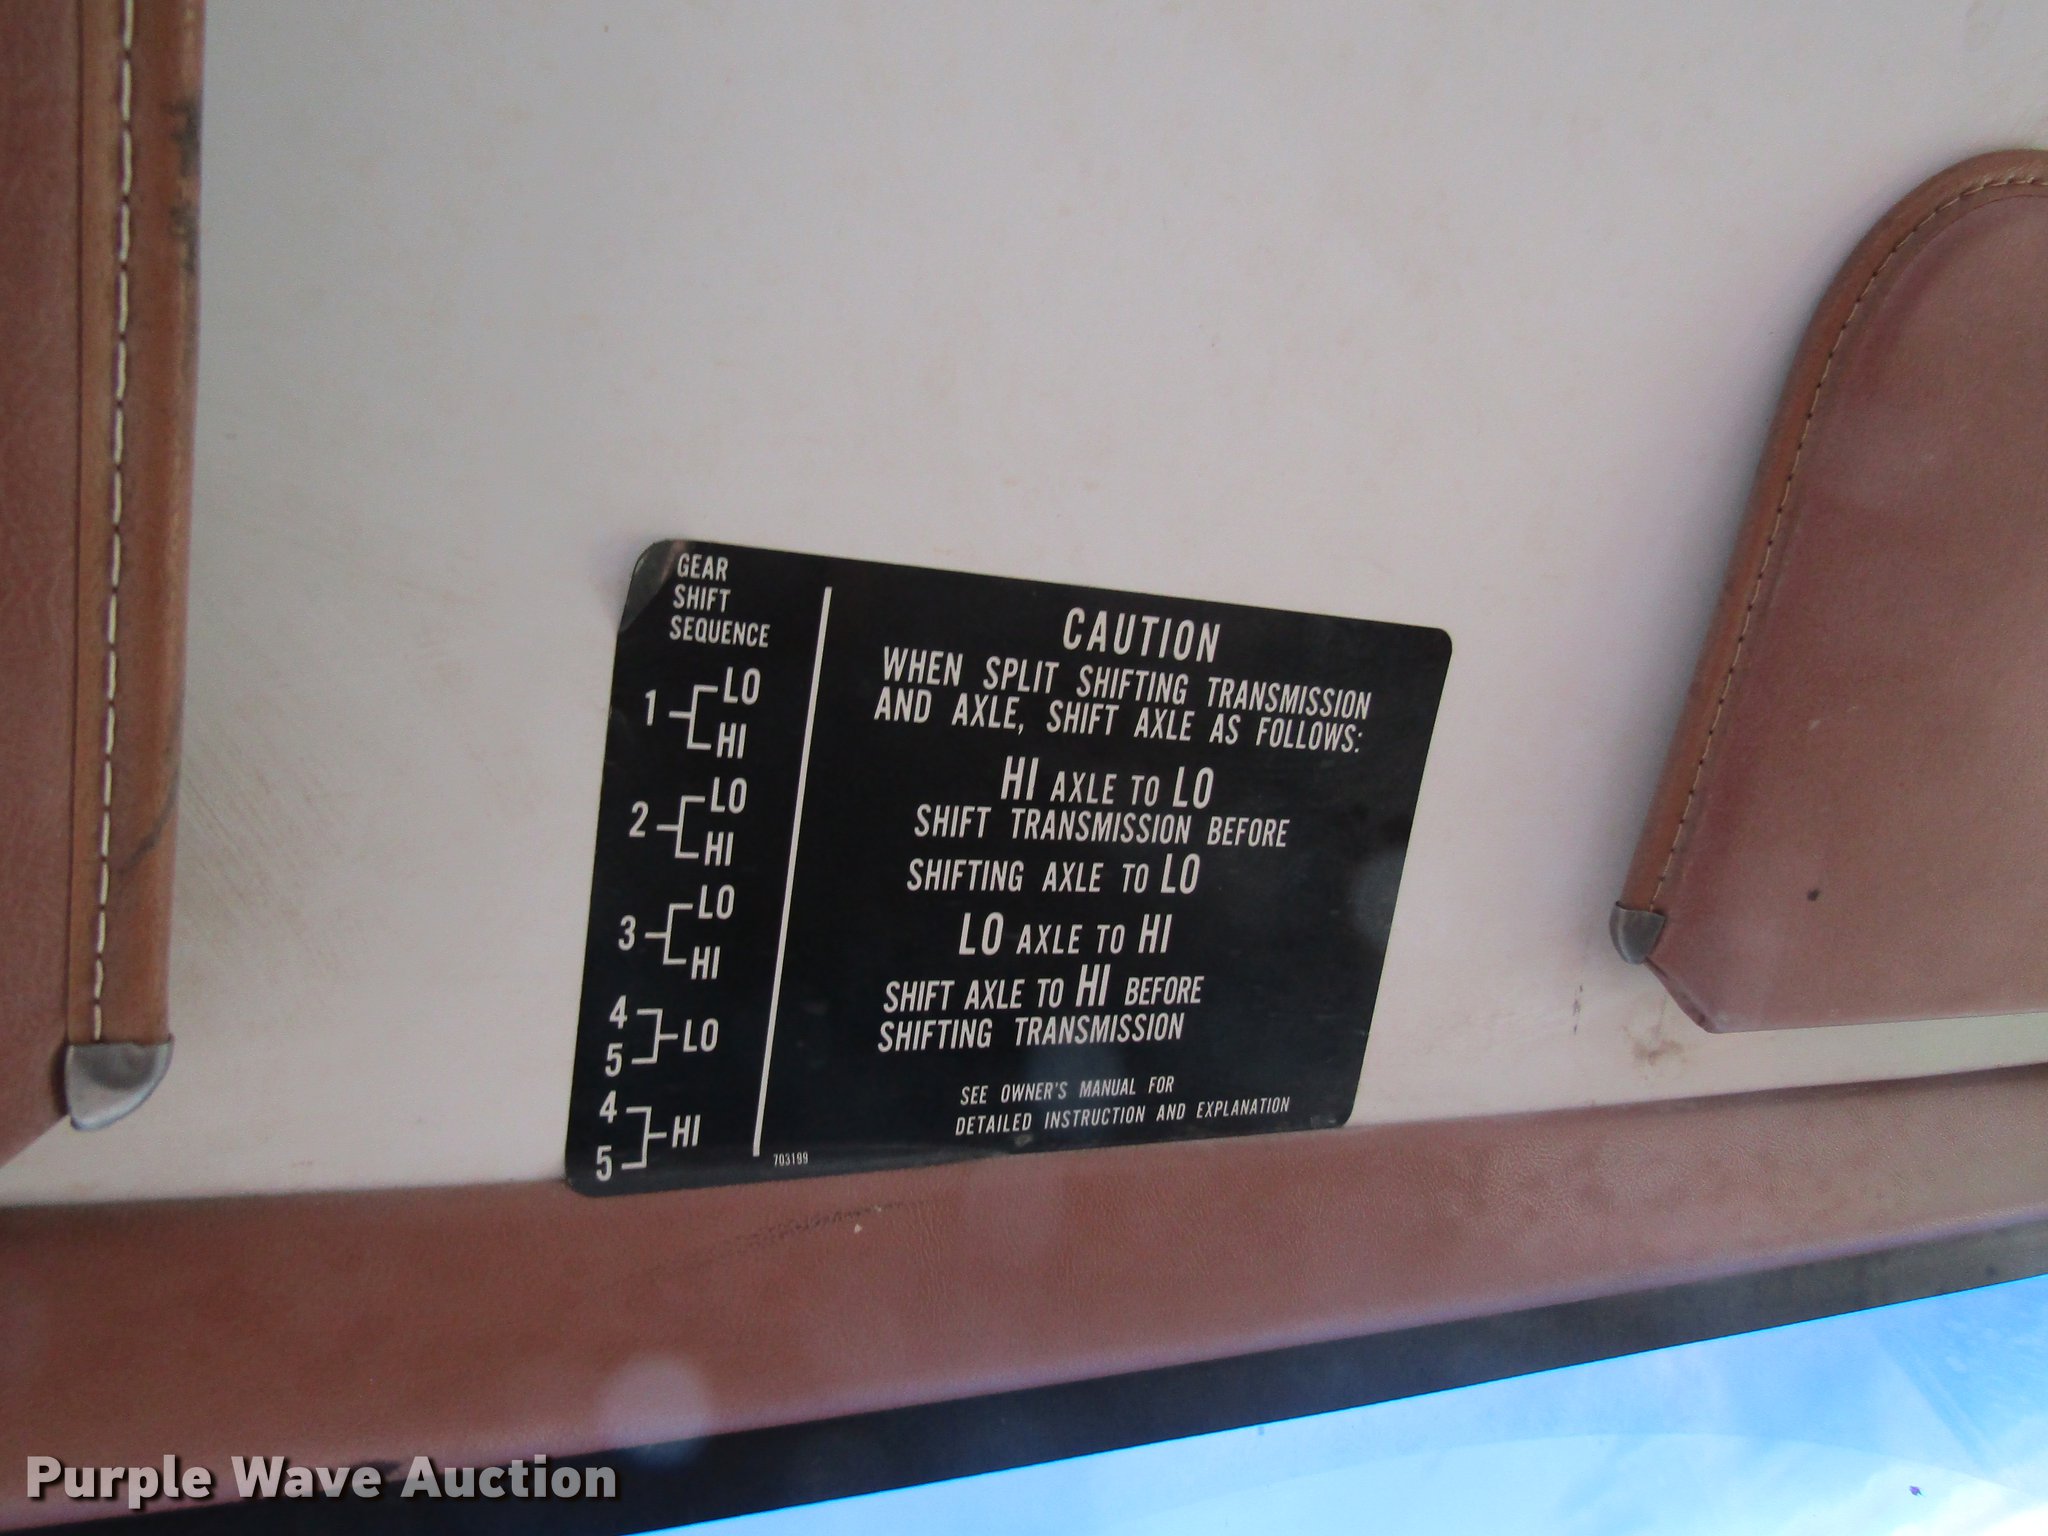 GEAR
SHIFT
SEQUENCE
1 LO
HI
2 LO
HI
3 LO
HI
4
5 LO
4
5 HI
CAUTION
WHEN SPLIT SHIFTING TRANSMISSION
AND AXLE, SHIFT AXLE AS FOLLOWS:
HI AXLE TO LO
SHIFT TRANSMISSION BEFORE
SHIFTING AXLE TO LO
LO AXLE TO HI
SHIFT AXLE TO HI BEFORE
SHIFTING TRANSMISSION
SEE OWNER'S MANUAL FOR
DETAILED INSTRUCTION AND EXPLANATION
703199
Purple Wave Auction